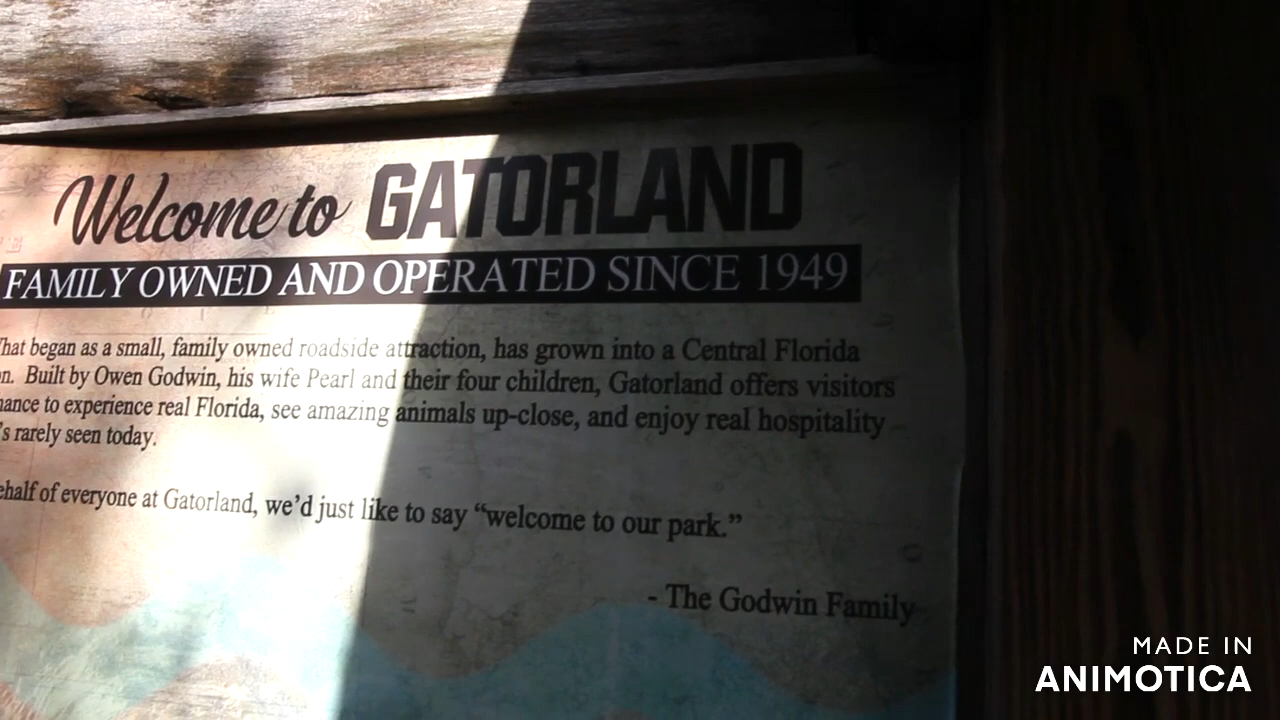 Welcome to GATORLAND
FAMILY OWNED AND OPERATED SINCE 1949
What began as a small, family owned roadside attraction, has grown into a Central Florida
Built by Owen Godwin, his wife Pearl and their four children, Gatorland offers visitors
to experience real Florida, see amazing animals up-close, and enjoy real hospitality
rarely seen today.
of everyone at Gatorland, we'd just like to say “welcome to our park.”
- The Godwin Family
MADE IN
ANIMOTICA